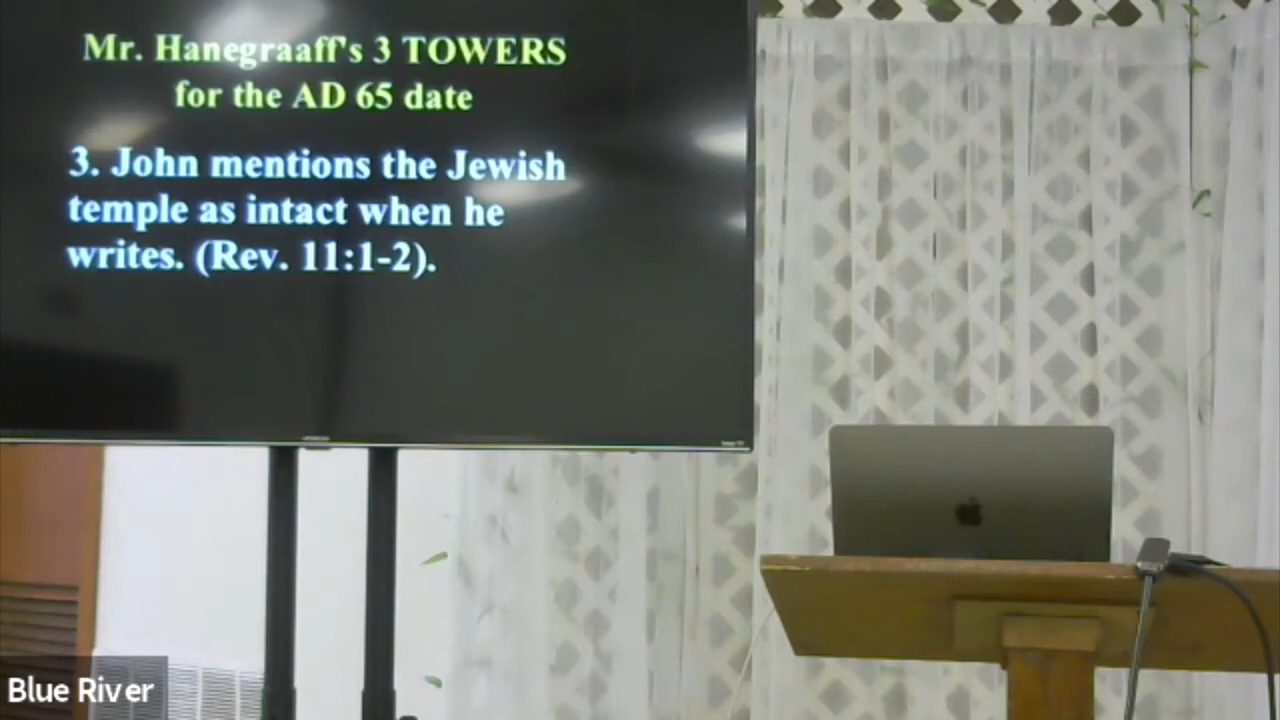 Mr. Hanegraaff's 3 TOWERS
for the AD 65 date
3. John mentions the Jewish
temple as intact when he
writes. (Rev. 11:1-2).
Blue River